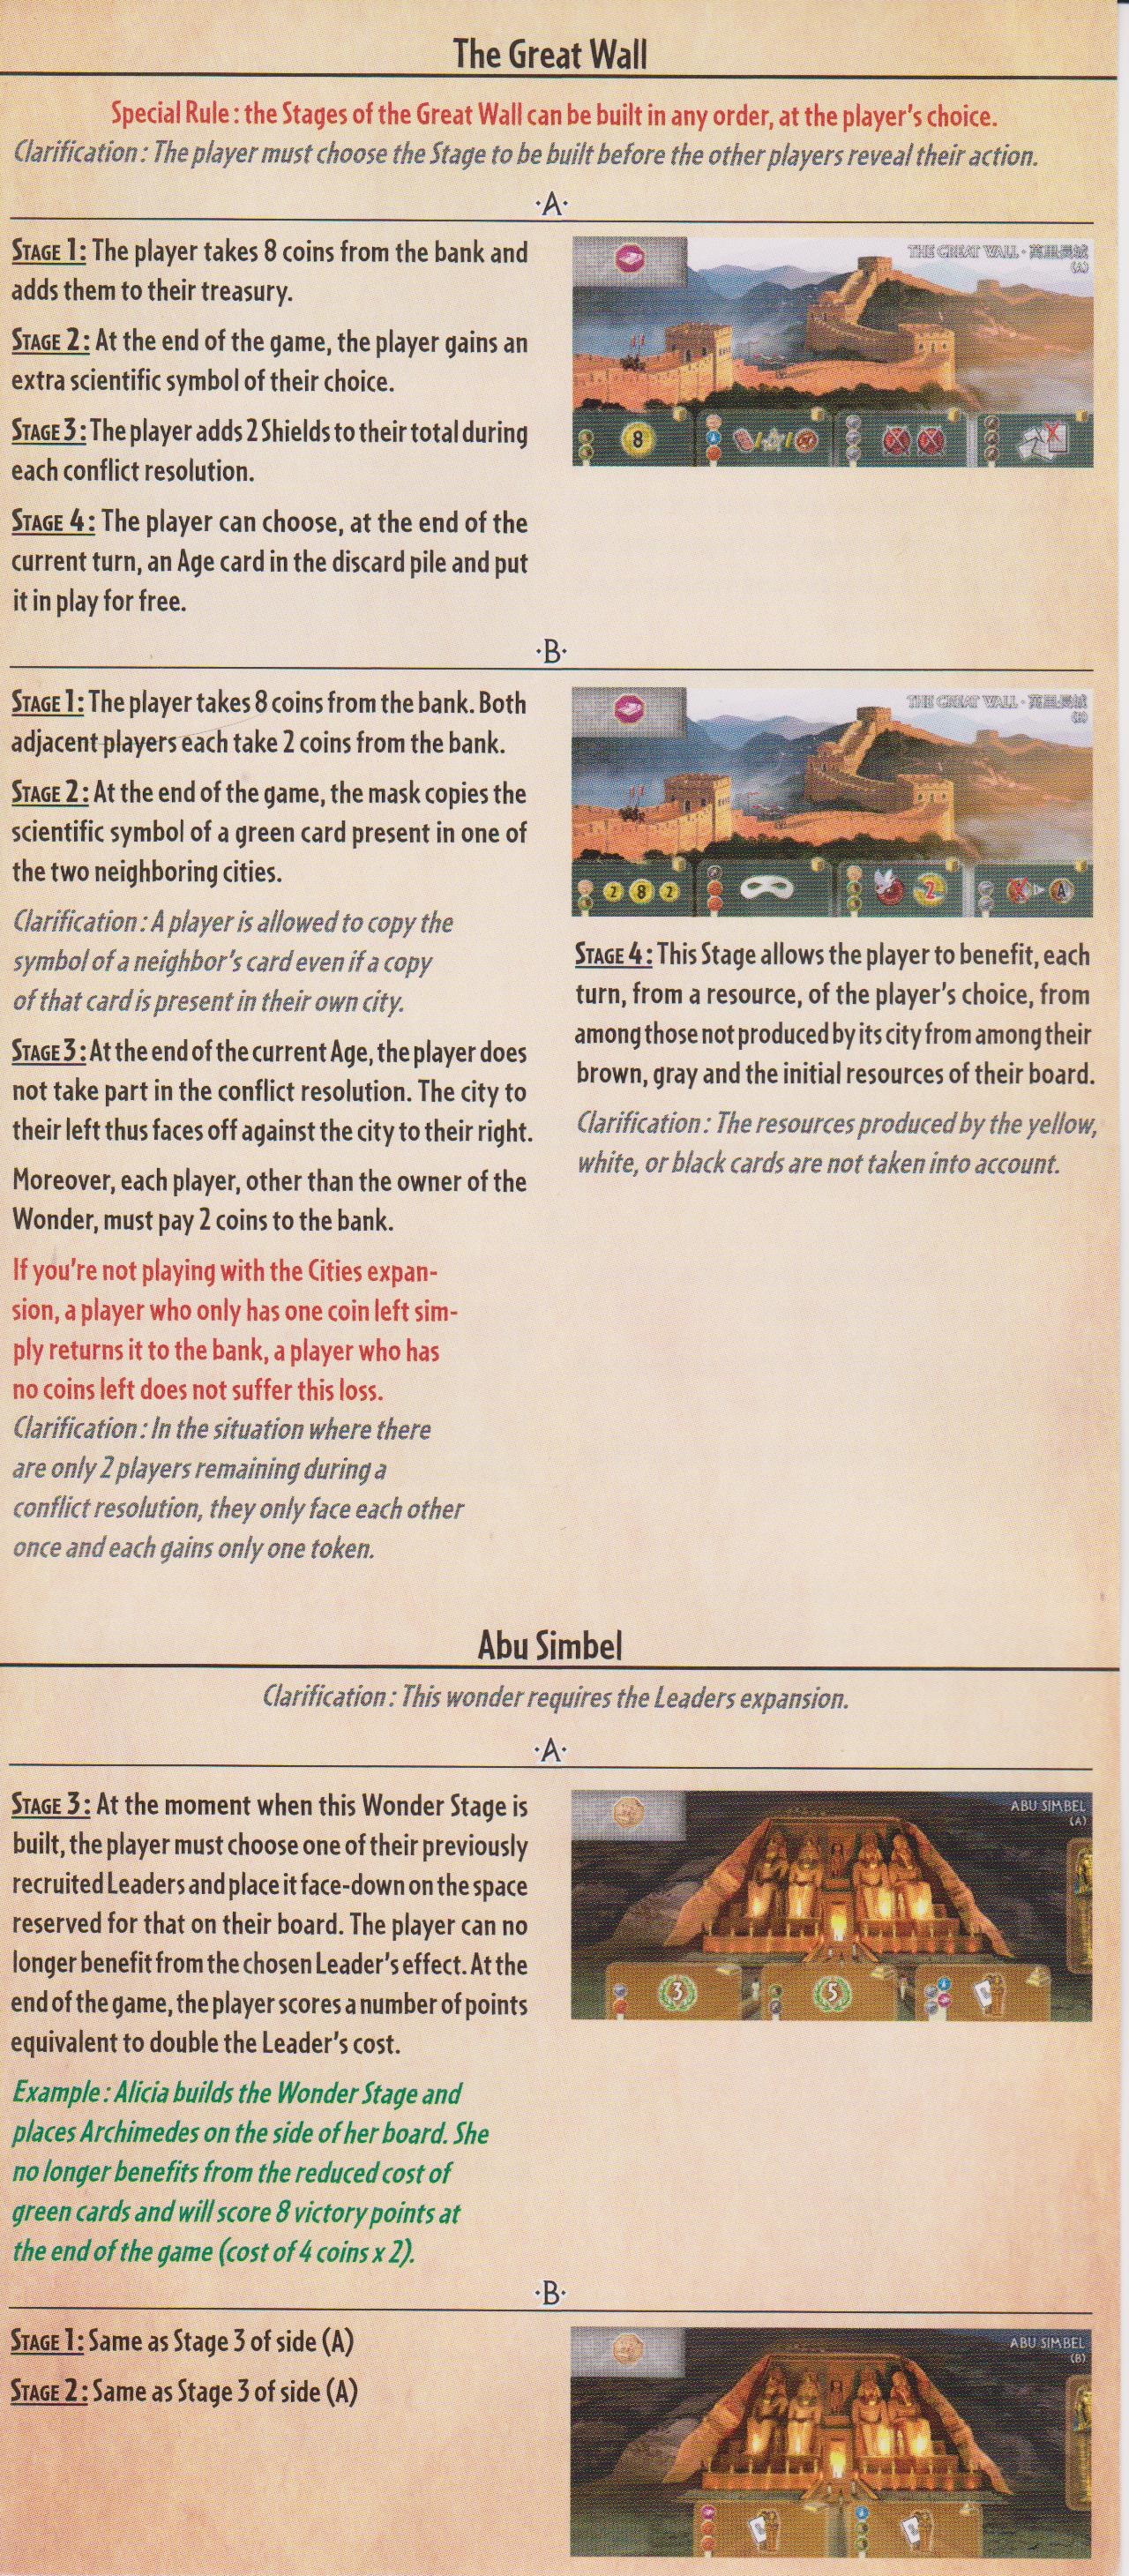 The Great Wall
Special Rule : the Stages of the Great Wall can be built in any order, at the player's choice.
Clarification : The player must choose the Stage to be built before the other players reveal their action.
·A·
STAGE 1: The player takes 8 coins from the bank and
adds them to their treasury.
STAGE 2 : At the end of the game, the player gains an
extra scientific symbol of their choice.
STAGE 3 : The player adds 2 Shields to their total during
each conflict resolution.
STAGE 4 : The player can choose, at the end of the
current turn, an Age card in the discard pile and put
it in play for free.
THE GREAT WALL · 萬里長城
(A)
8
·B·
STAGE 1: The player takes 8 coins from the bank. Both
adjacent players each take 2 coins from the bank.
STAGE 2 : At the end of the game, the mask copies the
scientific symbol of a green card present in one of
the two neighboring cities.
Clarification : A player is allowed to copy the
symbol of a neighbor's card even if a copy
of that card is present in their own city.
STAGE 3 : At the end of the current Age, the player does
not take part in the conflict resolution. The city to
their left thus faces off against the city to their right.
Moreover, each player, other than the owner of the
Wonder, must pay 2 coins to the bank.
If you're not playing with the Cities expan-
sion, a player who only has one coin left sim-
ply returns it to the bank, a player who has
no coins left does not suffer this loss.
Clarification : In the situation where there
are only 2 players remaining during a
conflict resolution, they only face each other
once and each gains only one token.
THE GREAT WALL · 萬里長城
(B)
2 8 2
2
STAGE 4 : This Stage allows the player to benefit, each
turn, from a resource, of the player's choice, from
among those not produced by its city from among their
brown, gray and the initial resources of their board.
Clarification : The resources produced by the yellow,
white, or black cards are not taken into account.
Abu Simbel
Clarification : This wonder requires the Leaders expansion.
·A·
STAGE 3 : At the moment when this Wonder Stage is
built, the player must choose one of their previously
recruited Leaders and place it face-down on the space
reserved for that on their board. The player can no
longer benefit from the chosen Leader's effect. At the
end of the game, the player scores a number of points
equivalent to double the Leader's cost.
Example : Alicia builds the Wonder Stage and
places Archimedes on the side of her board. She
no longer benefits from the reduced cost of
green cards and will score 8 victory points at
the end of the game (cost of 4 coins x 2).
ABU SIMBEL
(A)
3
5
·B·
STAGE 1: Same as Stage 3 of side (A)
STAGE 2 : Same as Stage 3 of side (A)
ABU SIMBEL
(B)